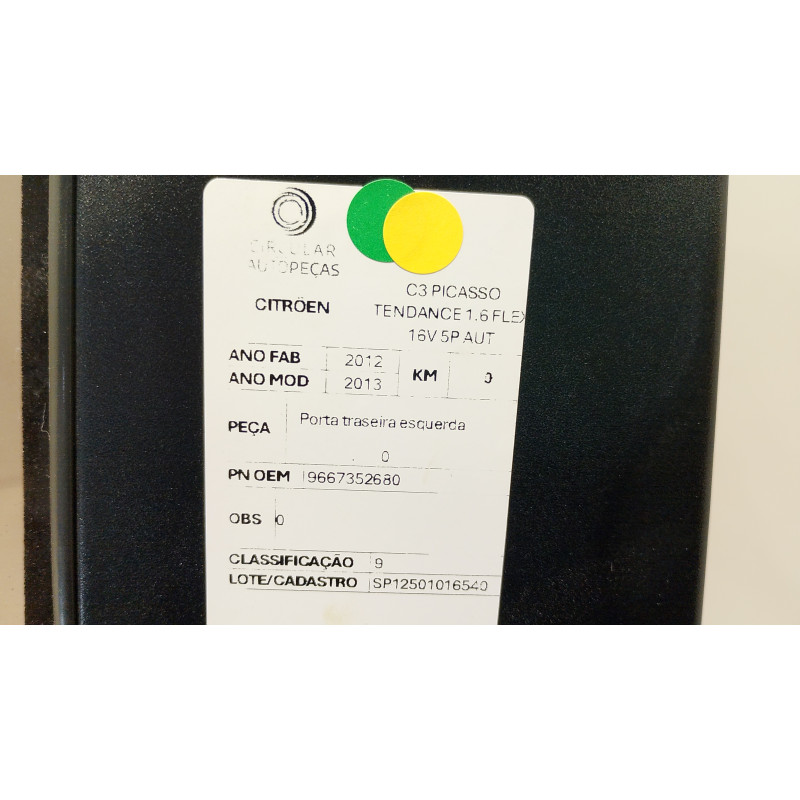 CIRCULAR
AUTOPEÇAS
CITRÖEN
C3 PICASSO
TENDANCE 1.6 FLEX
16V 5P AUT
ANO FAB 2012
ANO MOD 2013
KM 0
PEÇA Porta traseira esquerda
0
PN OEM 9667352680
OBS 0
CLASSIFICAÇÃO 9
LOTE/CADASTRO SP12501016540